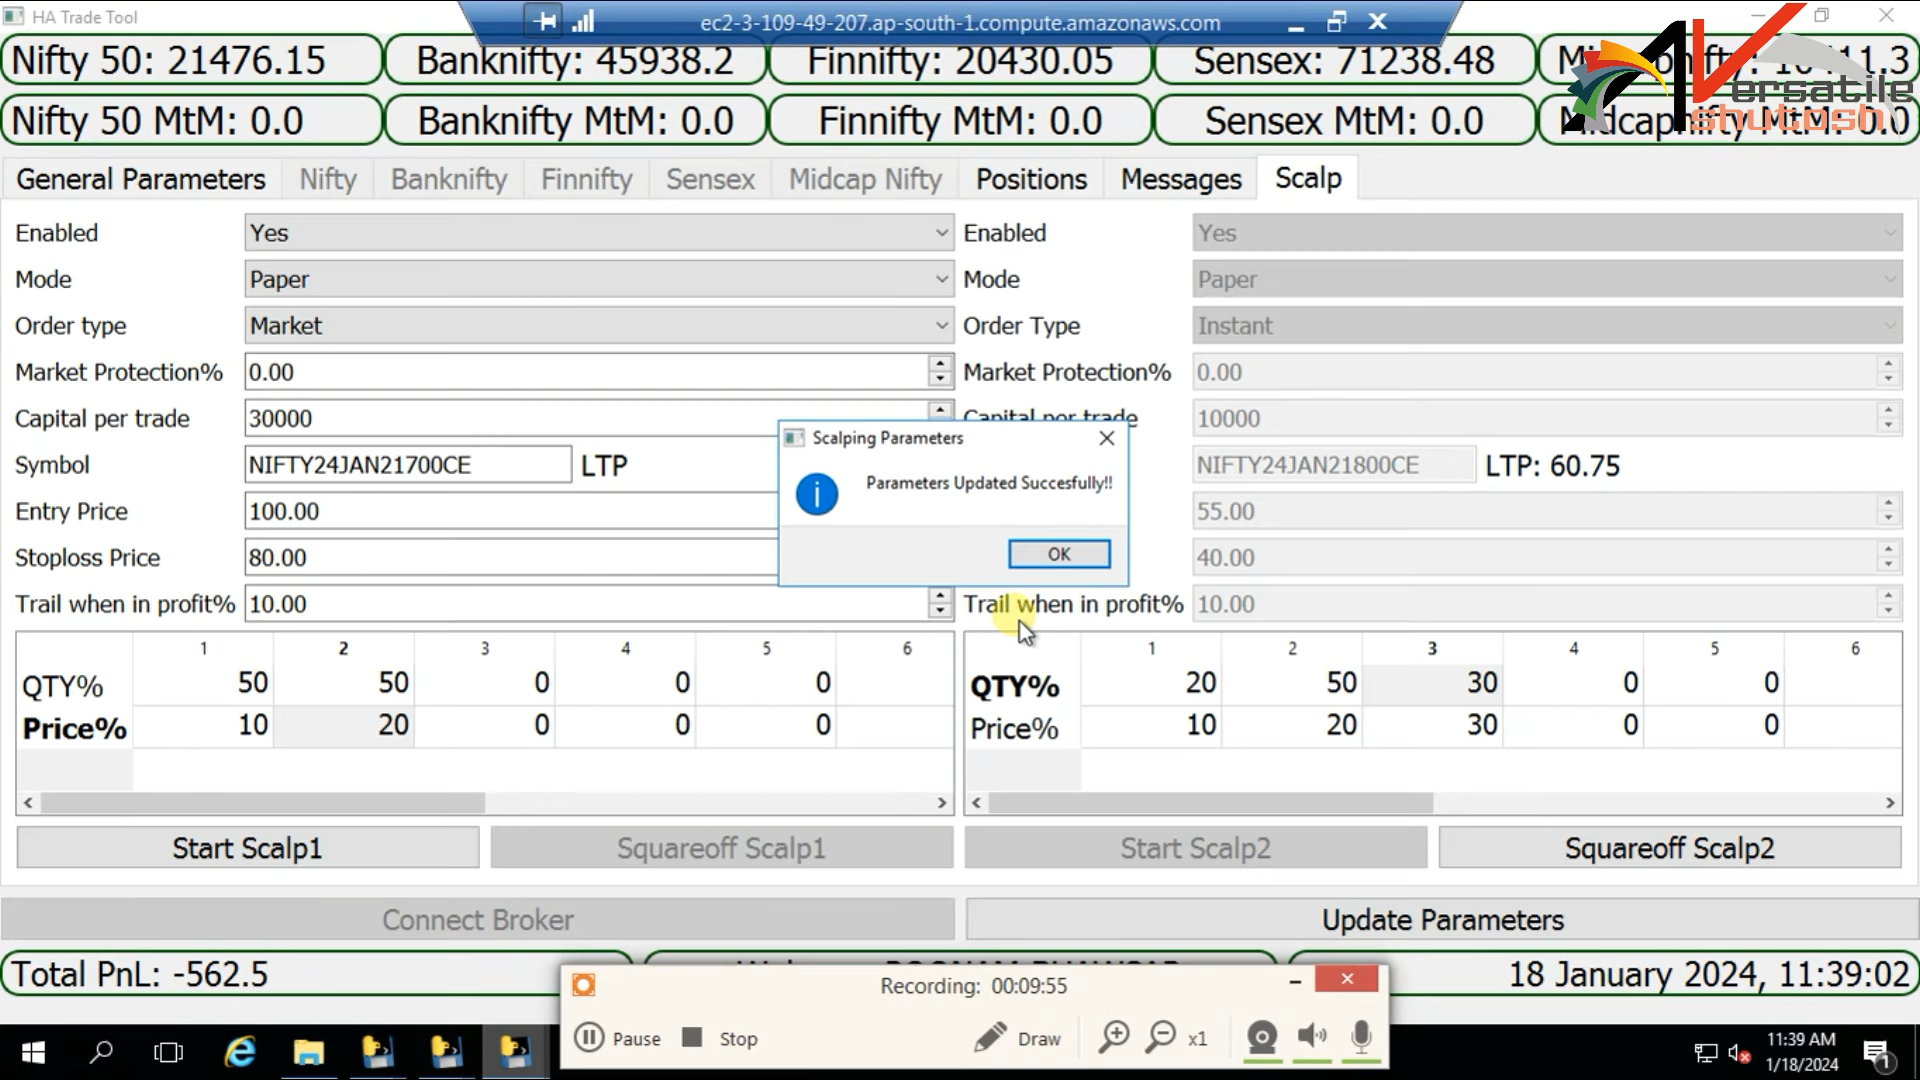 HA Trade Tool
ec2-3-109-49-207.ap-south-1.compute.amazonaws.com
Nifty 50: 21476.15 Banknifty: 45938.2 Finnifty: 20430.05 Sensex: 71238.48
Nifty 50 MtM: 0.0 Banknifty MtM: 0.0 Finnifty MtM: 0.0 Sensex MtM: 0.0 Midcapnifty MtM: 0.0
ersatile
shutosh
General Parameters Nifty Banknifty Finnifty Sensex Midcap Nifty Positions Messages Scalp
Enabled Yes Enabled Yes
Mode Paper Mode Paper
Order type Market Order Type Instant
Market Protection% 0.00 Market Protection% 0.00
Capital per trade 30000 Capital per trade 10000
Scalping Parameters
Symbol NIFTY24JAN21700CE LTP NIFTY24JAN21800CE LTP: 60.75
Parameters Updated Succesfully!!
Entry Price 100.00 55.00
Stoploss Price 80.00 40.00
OK
Trail when in profit% 10.00 Trail when in profit% 10.00
1 2 3 4 5 6 1 2 3 4 5 6
QTY% 50 50 0 0 0 QTY% 20 50 30 0 0
Price% 10 20 0 0 0 Price% 10 20 30 0 0
Start Scalp1 Squareoff Scalp1 Start Scalp2 Squareoff Scalp2
Connect Broker Update Parameters
Total PnL: -562.5 18 January 2024, 11:39:02
Recording: 00:09:55
Pause Stop Draw x1
11:39 AM
1/18/2024
1